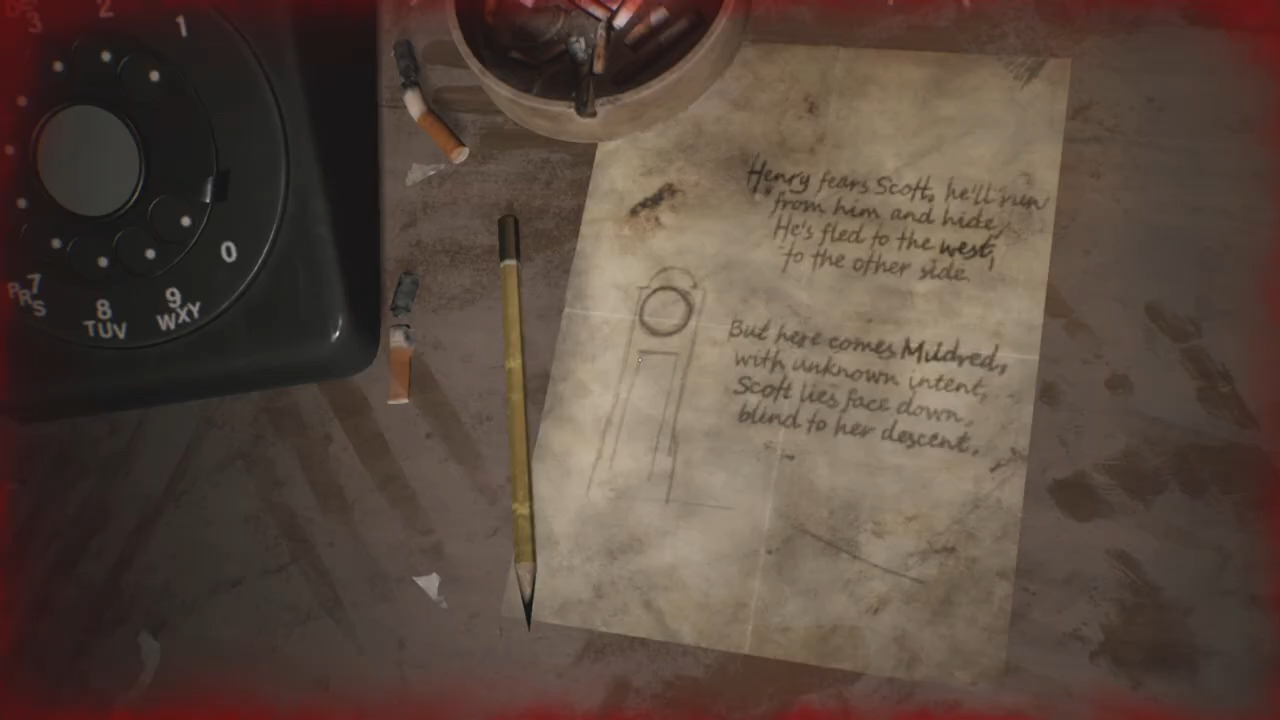 2
1
3
0
7
PRS
8
TUV
9
WXY
Henry fears Scott, he'll run
from him and hide,
He's fled to the west,
to the other side.
But here comes Mildred,
with unknown intent,
Scott lies face down,
blind to her descent.